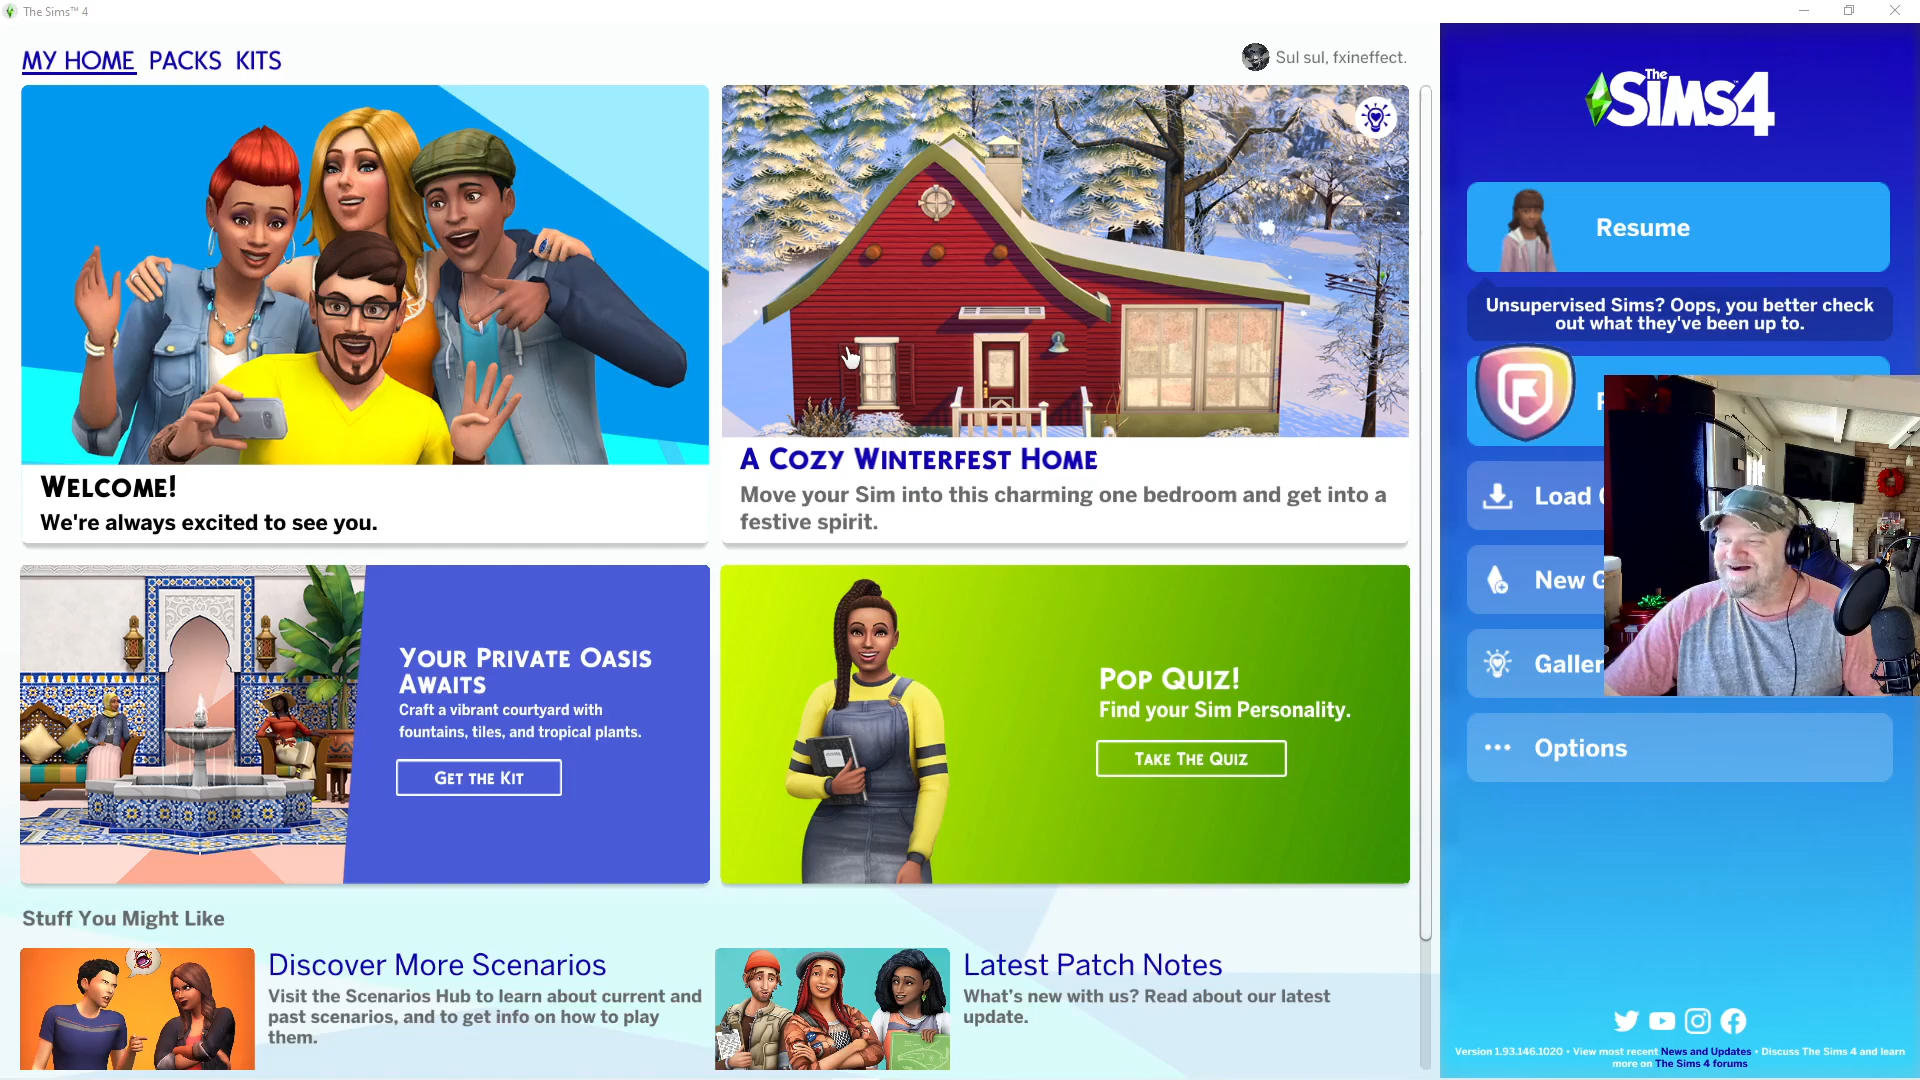 The Sims™ 4
MY HOME PACKS KITS
Sul sul, fxineffect.
WELCOME!
We're always excited to see you.
A COZY WINTERFEST HOME
Move your Sim into this charming one bedroom and get into a
festive spirit.
YOUR PRIVATE OASIS
AWAITS
Craft a vibrant courtyard with
fountains, tiles, and tropical plants.
GET THE KIT
POP QUIZ!
Find your Sim Personality.
TAKE THE QUIZ
Stuff You Might Like
Discover More Scenarios
Visit the Scenarios Hub to learn about current and
past scenarios, and to get info on how to play
them.
Latest Patch Notes
What's new with us? Read about our latest
update.
The SIMS 4
Resume
Unsupervised Sims? Oops, you better check
out what they've been up to.
Load
New
Galler
Options
Version 1.93.146.1020 • View most recent News and Updates • Discuss The Sims 4 and learn
more on The Sims 4 forums